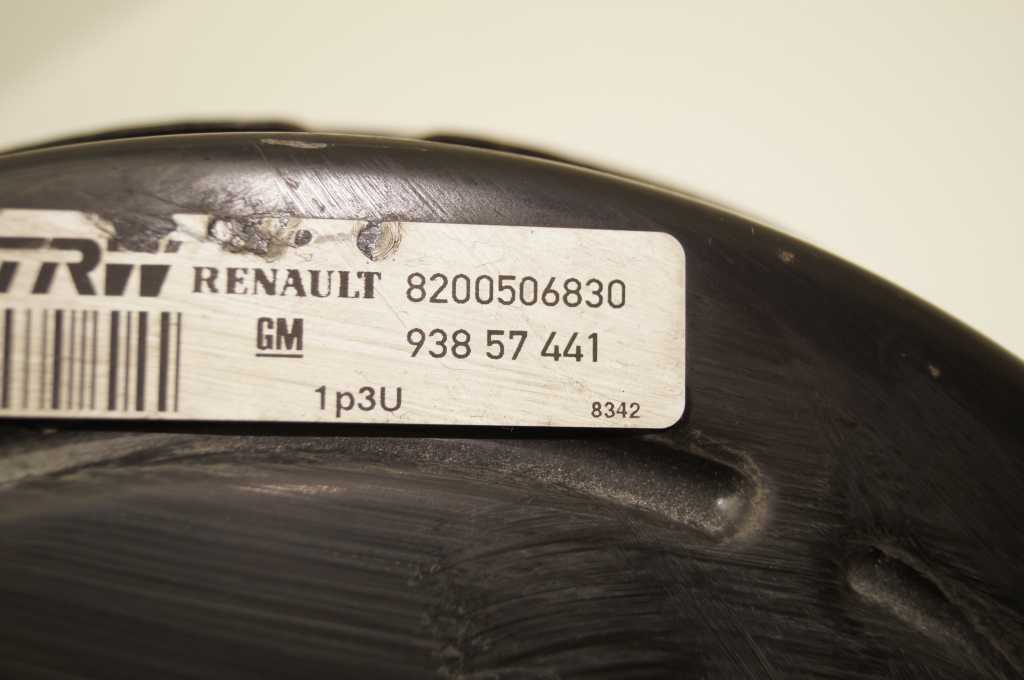 TRW RENAULT 8200506830
GM 938 57 441
1p3U 8342